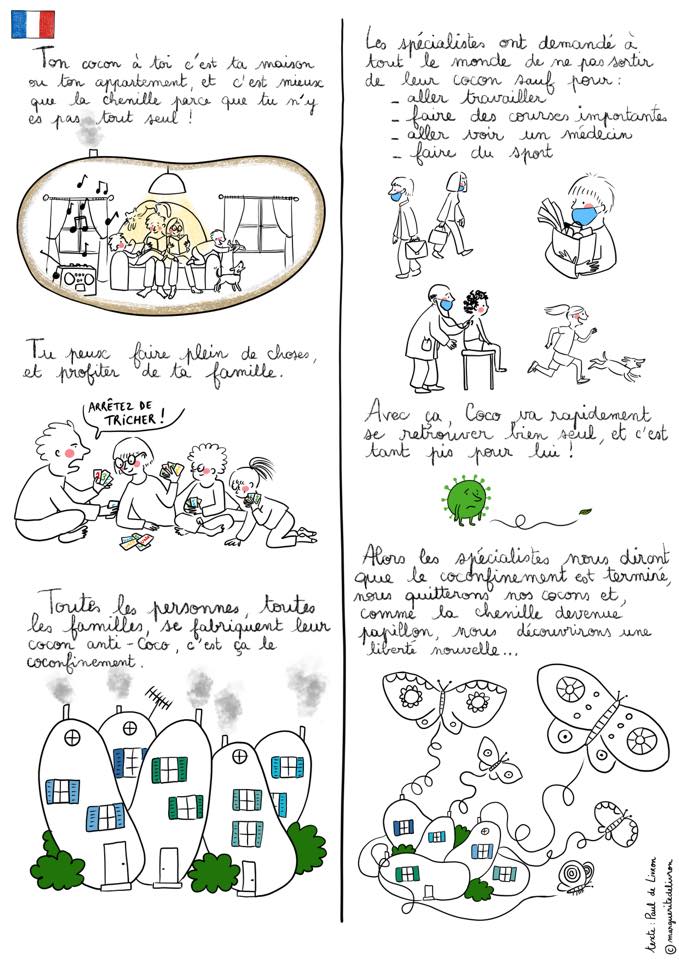 Ton cocon à toi c'est ta maison
ou ton appartement, et c'est mieux
que la chenille parce que tu n'y
es pas tout seul !
Tu peux faire plein de choses,
et profiter de ta famille.
ARRÊTEZ DE
TRICHER !
Toutes les personnes, toutes
les familles, se fabriquent leur
cocon anti-Coco, c'est ça le
coconfinement.
Les spécialistes ont demandé à
tout le monde de ne pas sortir
de leur cocon sauf pour :
- aller travailler
- faire des courses importantes
- aller voir un médecin
- faire du sport
Avec ça, Coco va rapidement
se retrouver bien seul, et c'est
tant pis pour lui !
Alors les spécialistes nous diront
que le coconfinement est terminé,
nous quitterons nos cocons et,
comme la chenille devenue
papillon, nous découvrirons une
liberté nouvelle...
texte : Paul de Livron
© margueritedelivron